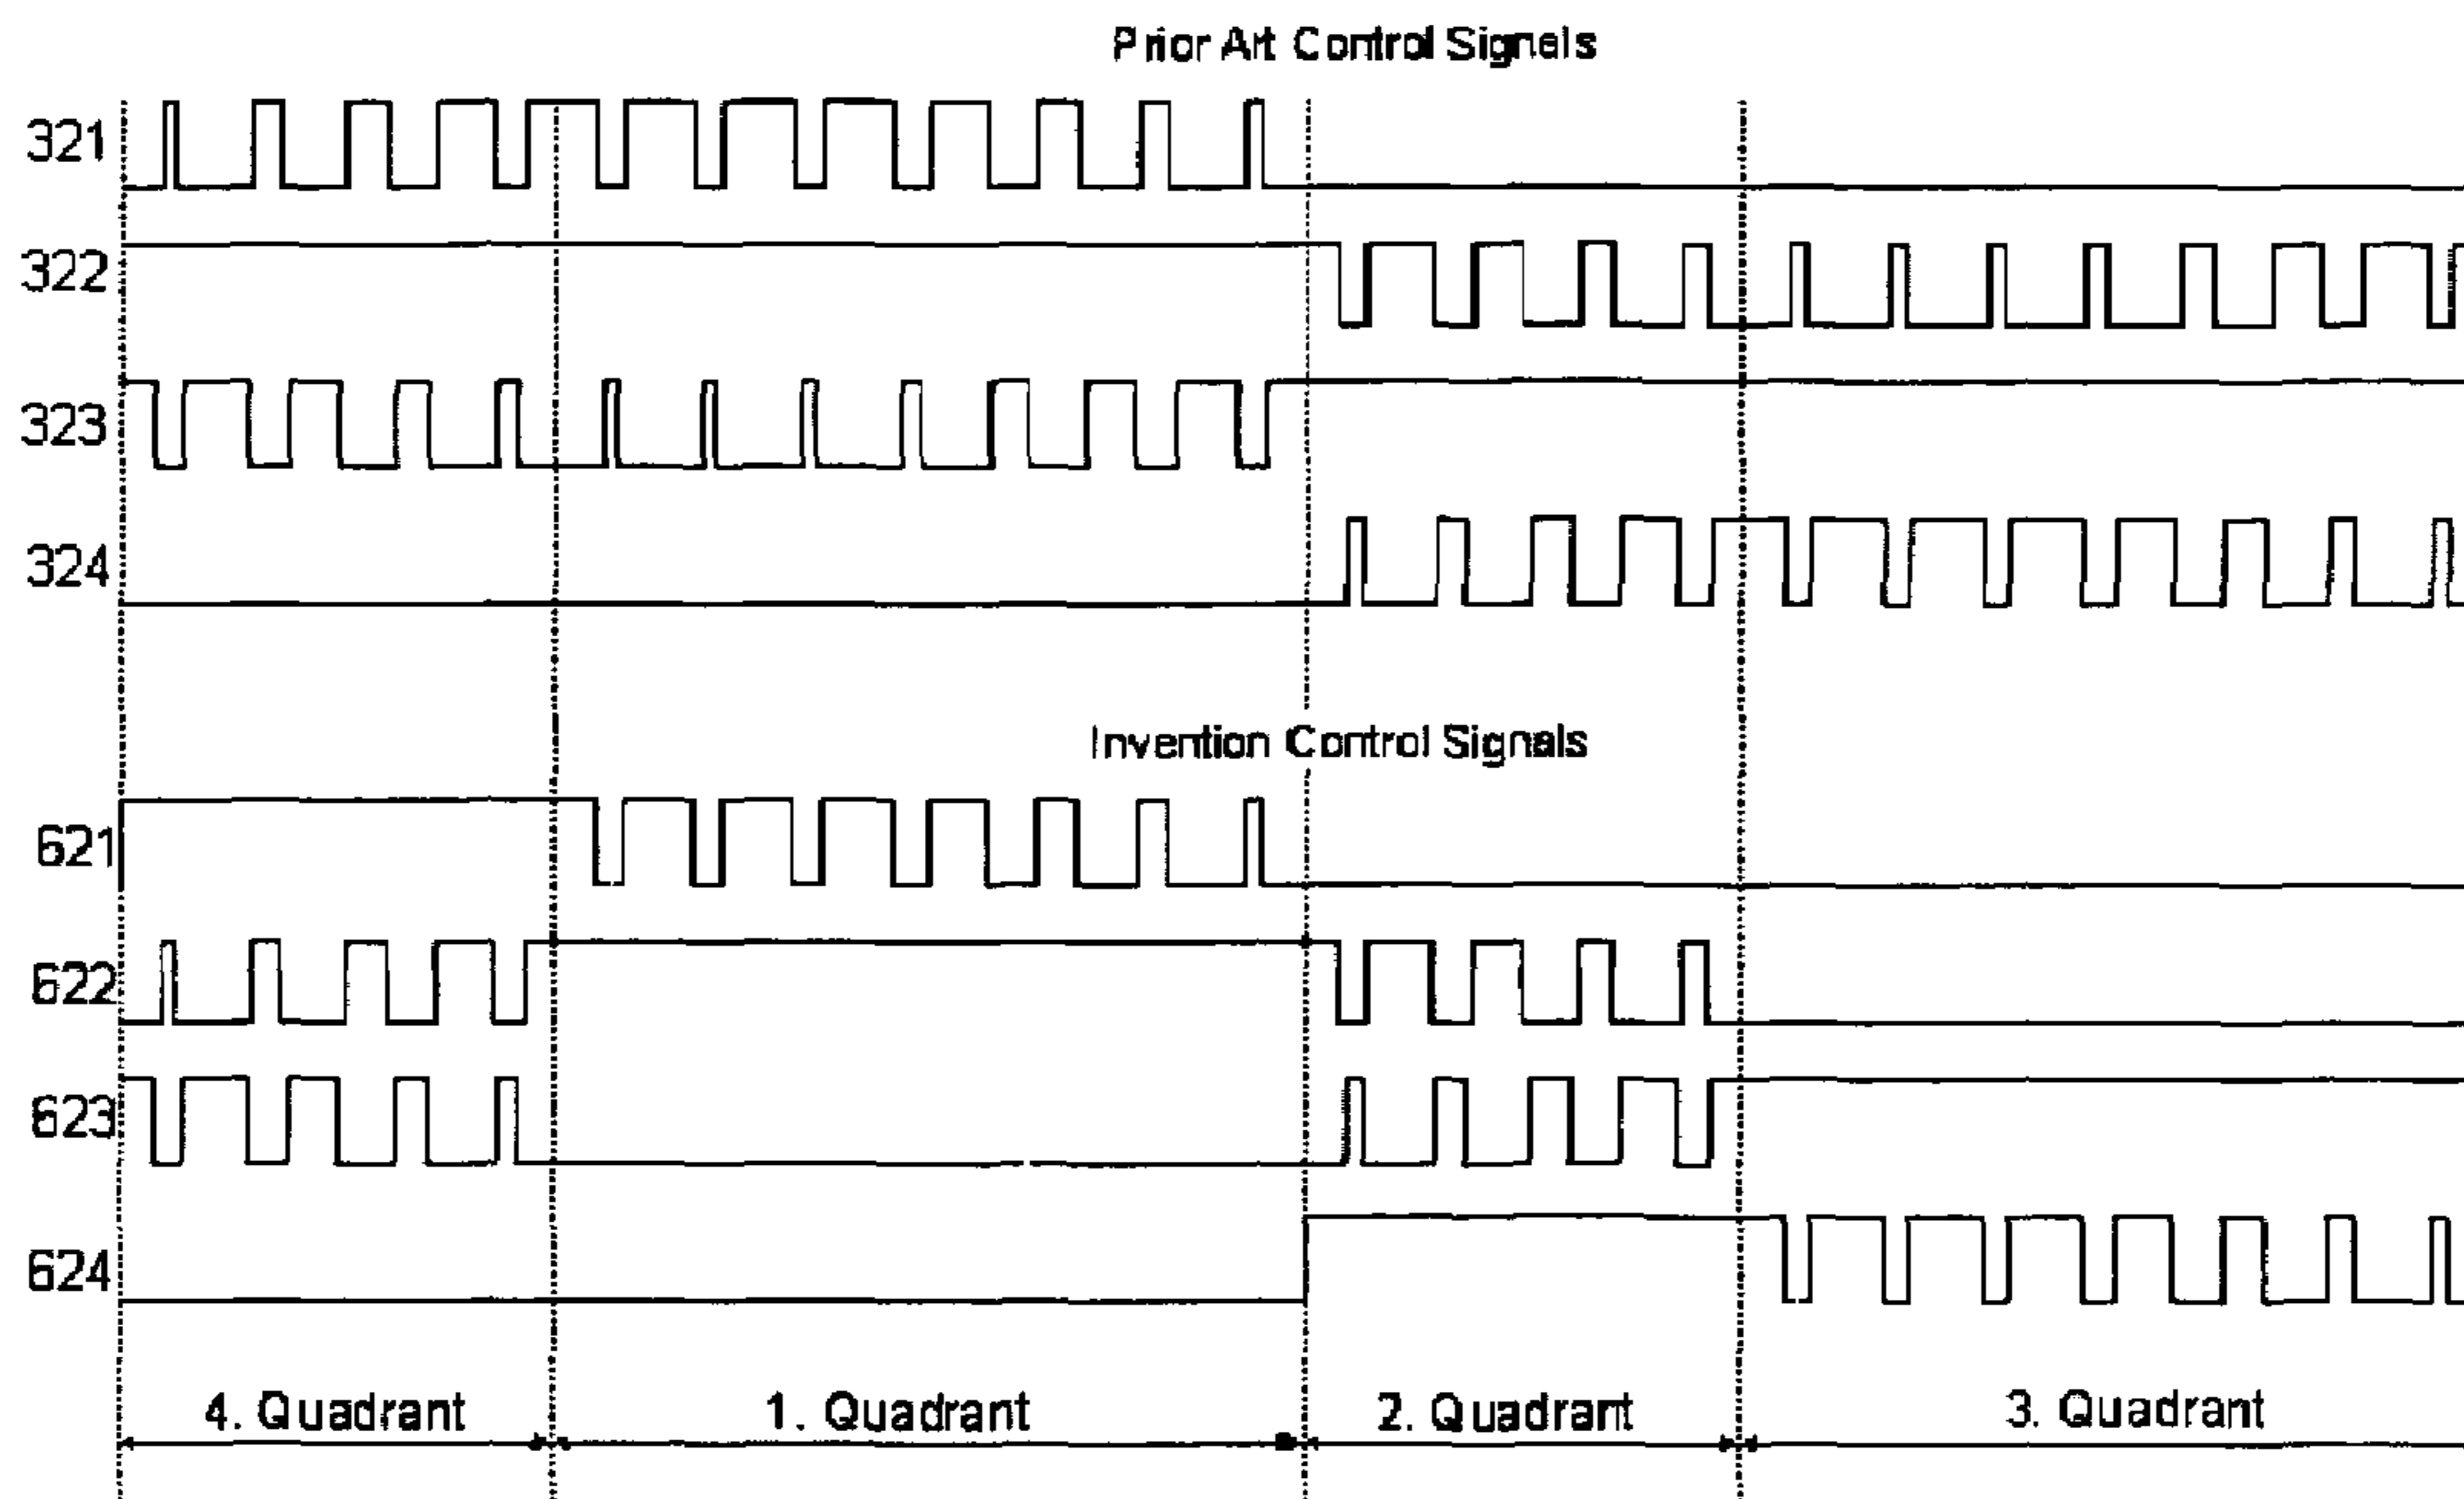 Prior Art Control Signals
321
322
323
324
Invention Control Signals
621
622
623
624
4. Quadrant
1. Quadrant
2. Quadrant
3. Quadrant